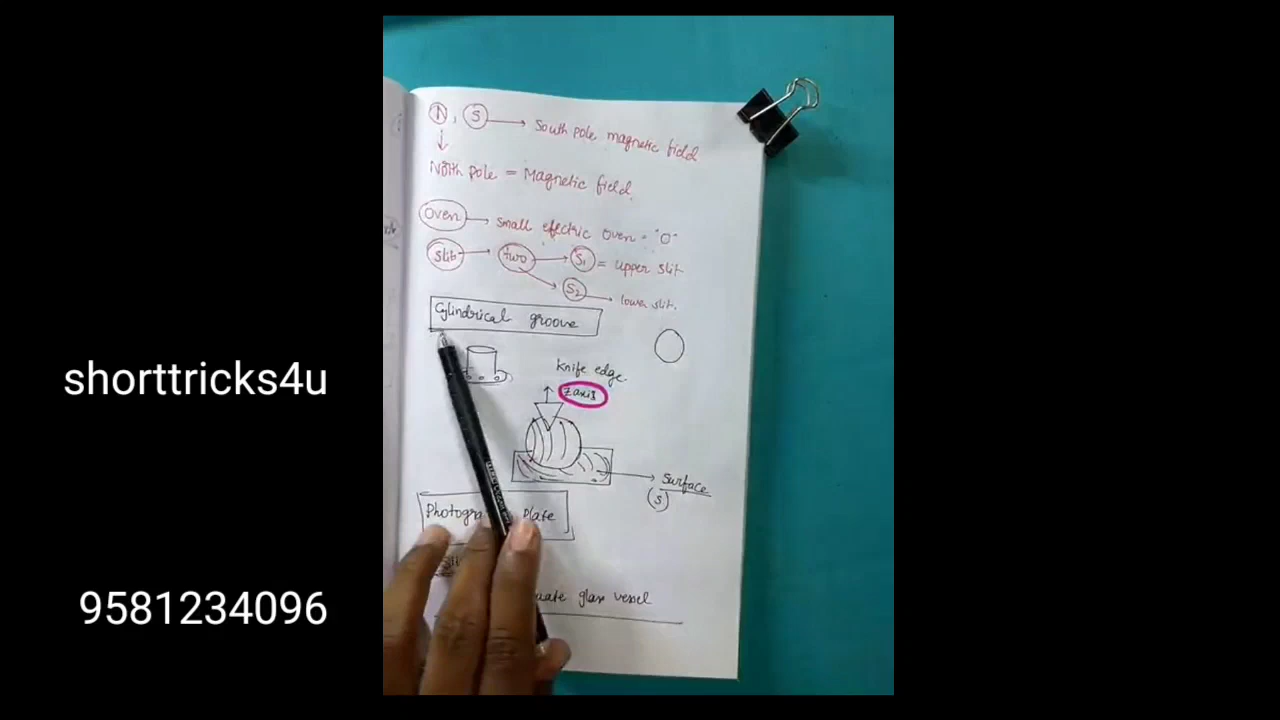 N, S → South pole magnetic field
North pole = Magnetic field.
Oven → Small electric oven = "O"
Slit → two → S1 = upper slit
S2 → lower slit.
Cylindrical groove
Knife edge.
Z axis
Surface
(S)
Plate
glass vessel
shorttricks4u
9581234096